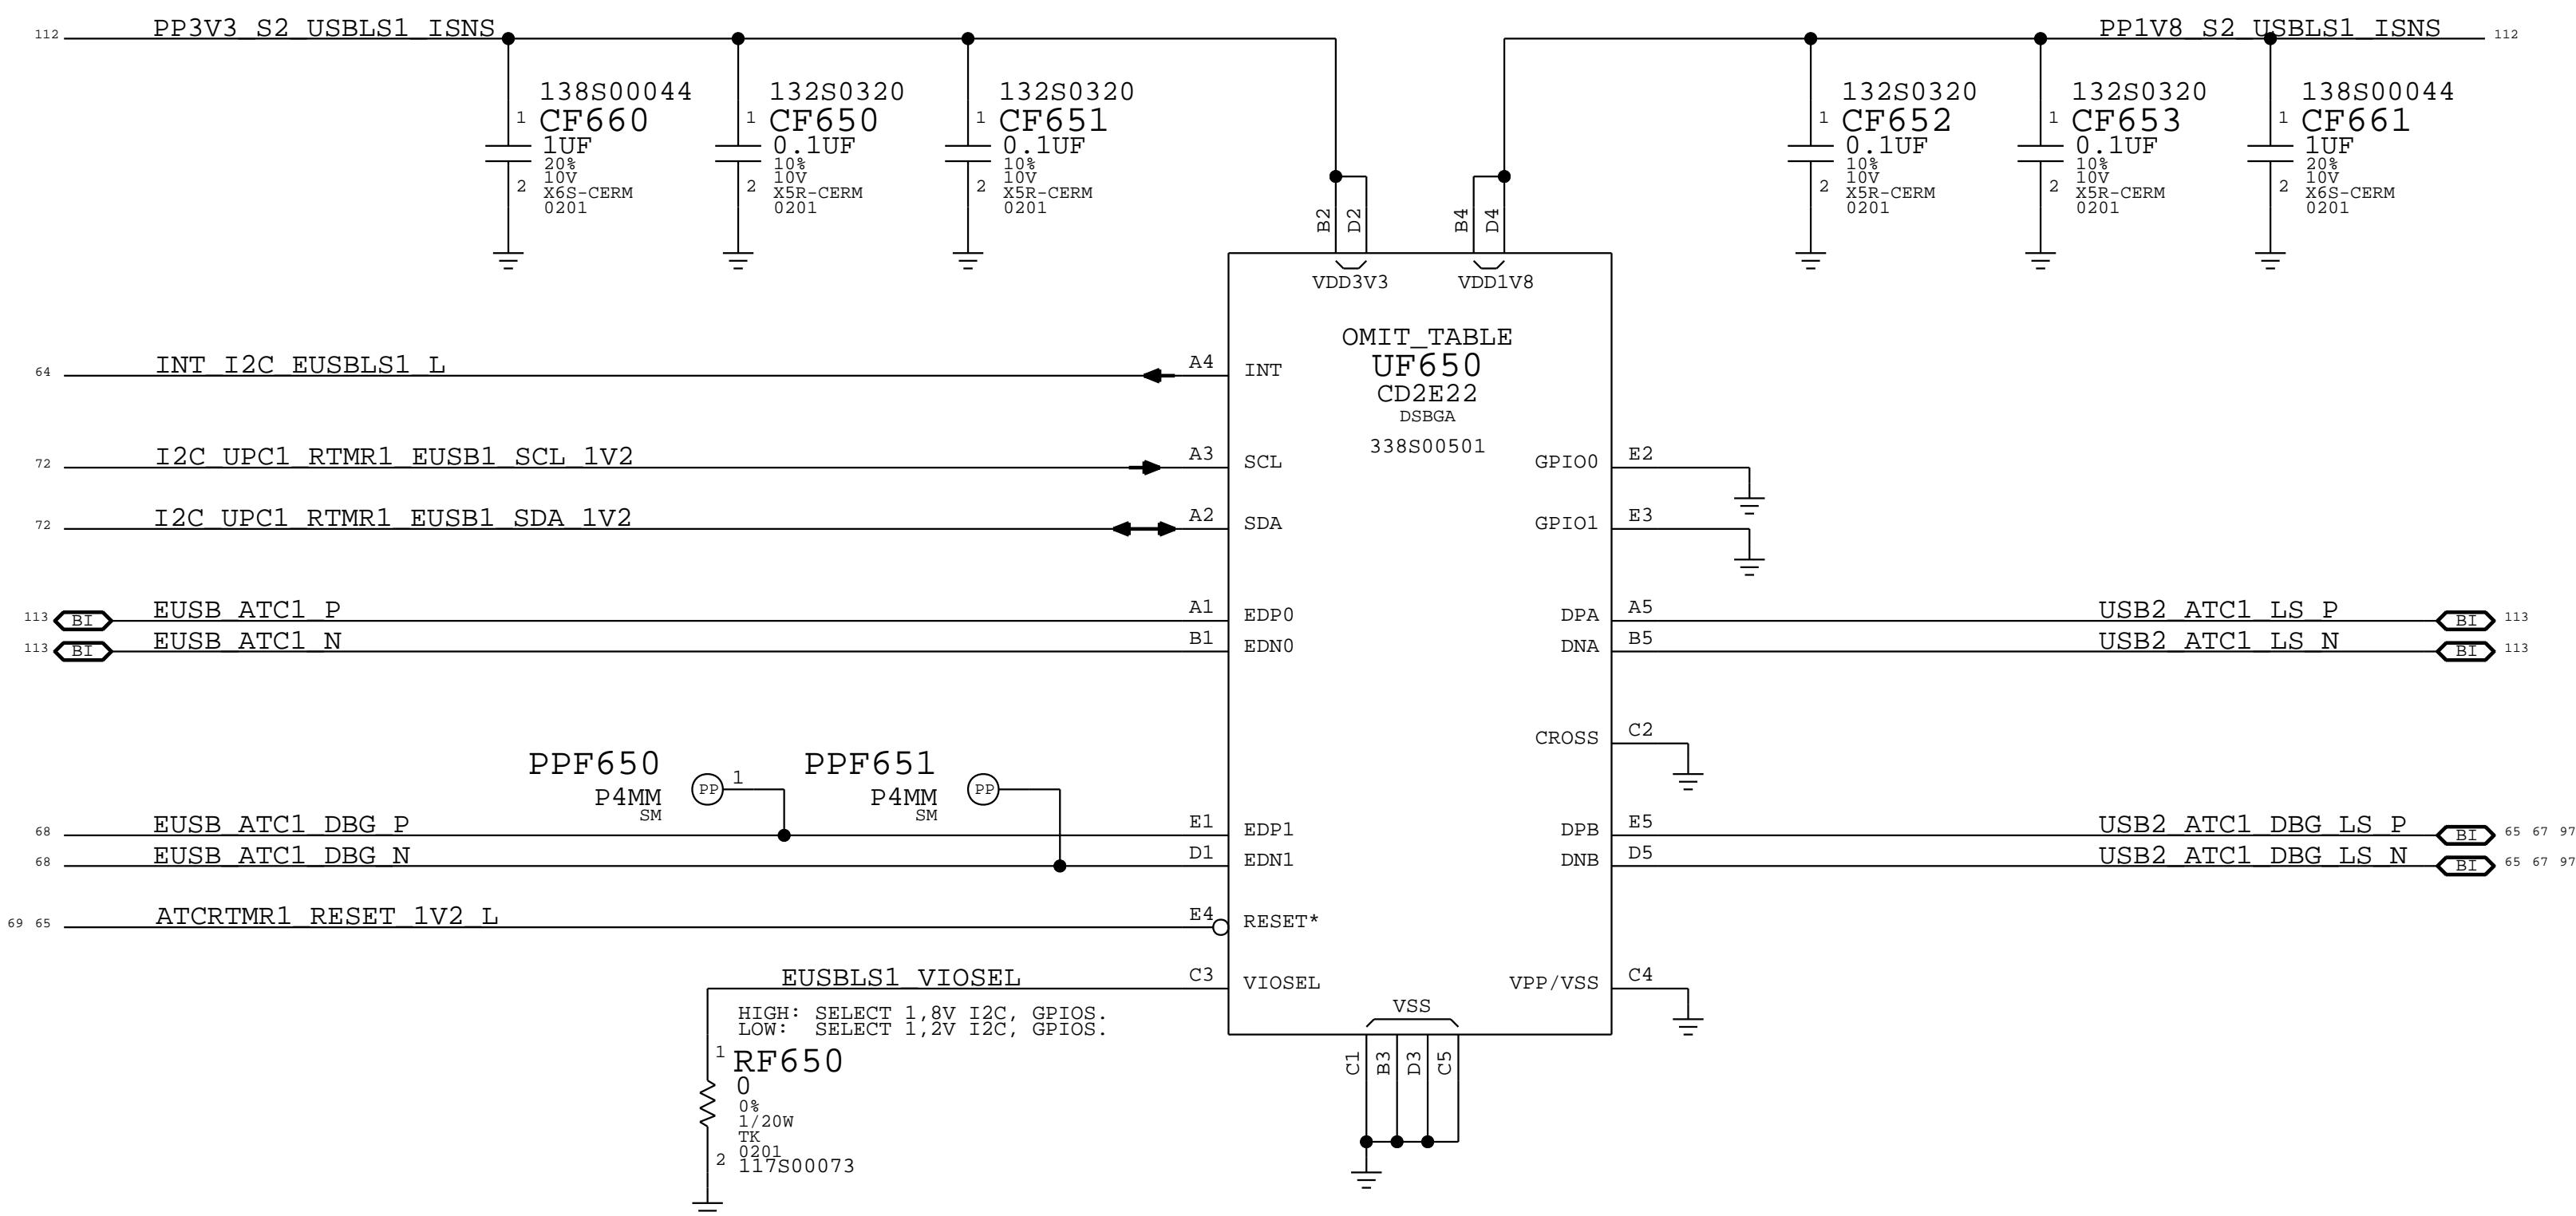 112 PP3V3_S2_USBLS1_ISNS
PP1V8_S2_USBLS1_ISNS 112
138S00044
1 CF660
1UF
20%
10V
2 X6S-CERM
0201
132S0320
1 CF650
0.1UF
10%
10V
2 X5R-CERM
0201
132S0320
1 CF651
0.1UF
10%
10V
2 X5R-CERM
0201
132S0320
1 CF652
0.1UF
10%
10V
2 X5R-CERM
0201
132S0320
1 CF653
0.1UF
10%
10V
2 X5R-CERM
0201
138S00044
1 CF661
1UF
20%
10V
2 X6S-CERM
0201
B2 D2 B4 D4
VDD3V3 VDD1V8
OMIT_TABLE
UF650
CD2E22
DSBGA
338S00501
64 INT_I2C_EUSBLS1_L A4 INT
72 I2C_UPC1_RTMR1_EUSB1_SCL_1V2 A3 SCL
GPIO0 E2
72 I2C_UPC1_RTMR1_EUSB1_SDA_1V2 A2 SDA
GPIO1 E3
113 BI EUSB_ATC1_P A1 EDP0
DPA A5 USB2_ATC1_LS_P BI 113
113 BI EUSB_ATC1_N B1 EDN0
DNA B5 USB2_ATC1_LS_N BI 113
CROSS C2
PPF650 PP 1
P4MM
SM
PPF651 PP
P4MM
SM
68 EUSB_ATC1_DBG_P E1 EDP1
DPB E5 USB2_ATC1_DBG_LS_P BI 65 67 97
68 EUSB_ATC1_DBG_N D1 EDN1
DNB D5 USB2_ATC1_DBG_LS_N BI 65 67 97
69 65 ATCRTMR1_RESET_1V2_L E4 RESET*
EUSBLS1_VIOSEL C3 VIOSEL
VPP/VSS C4
HIGH: SELECT 1,8V I2C, GPIOS.
LOW: SELECT 1,2V I2C, GPIOS.
VSS
C1 B3 D3 C5
1 RF650
0
0%
1/20W
TK
0201
2 117S00073